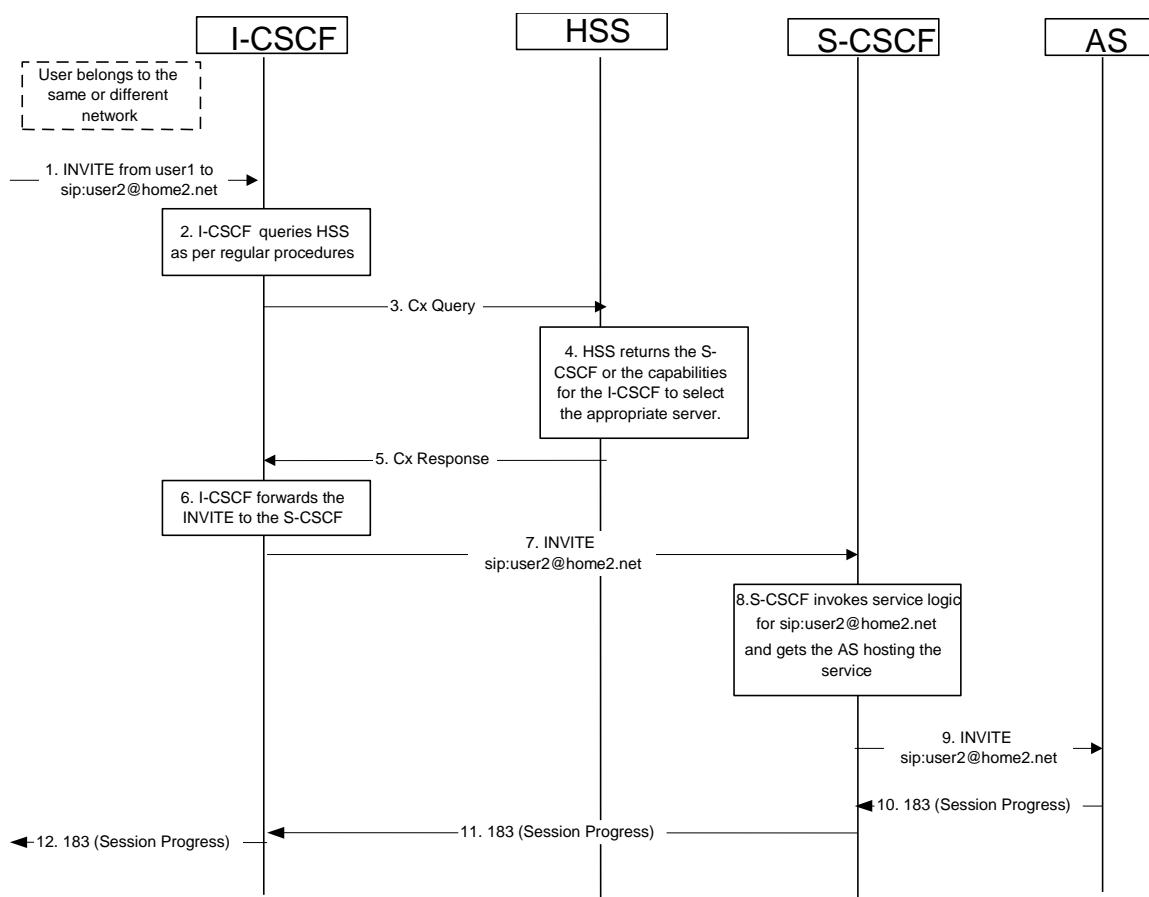 I-CSCF
HSS
S-CSCF
AS
User belongs to the
same or different
network
1. INVITE from user1 to
sip:user2@home2.net
2. I-CSCF queries HSS
as per regular procedures
3. Cx Query
4. HSS returns the S-
CSCF or the capabilities
for the I-CSCF to select
the appropriate server.
5. Cx Response
6. I-CSCF forwards the
INVITE to the S-CSCF
7. INVITE
sip:user2@home2.net
8.S-CSCF invokes service logic
for sip:user2@home2.net
and gets the AS hosting the
service
9. INVITE
sip:user2@home2.net
10. 183 (Session Progress)
11. 183 (Session Progress)
12. 183 (Session Progress)